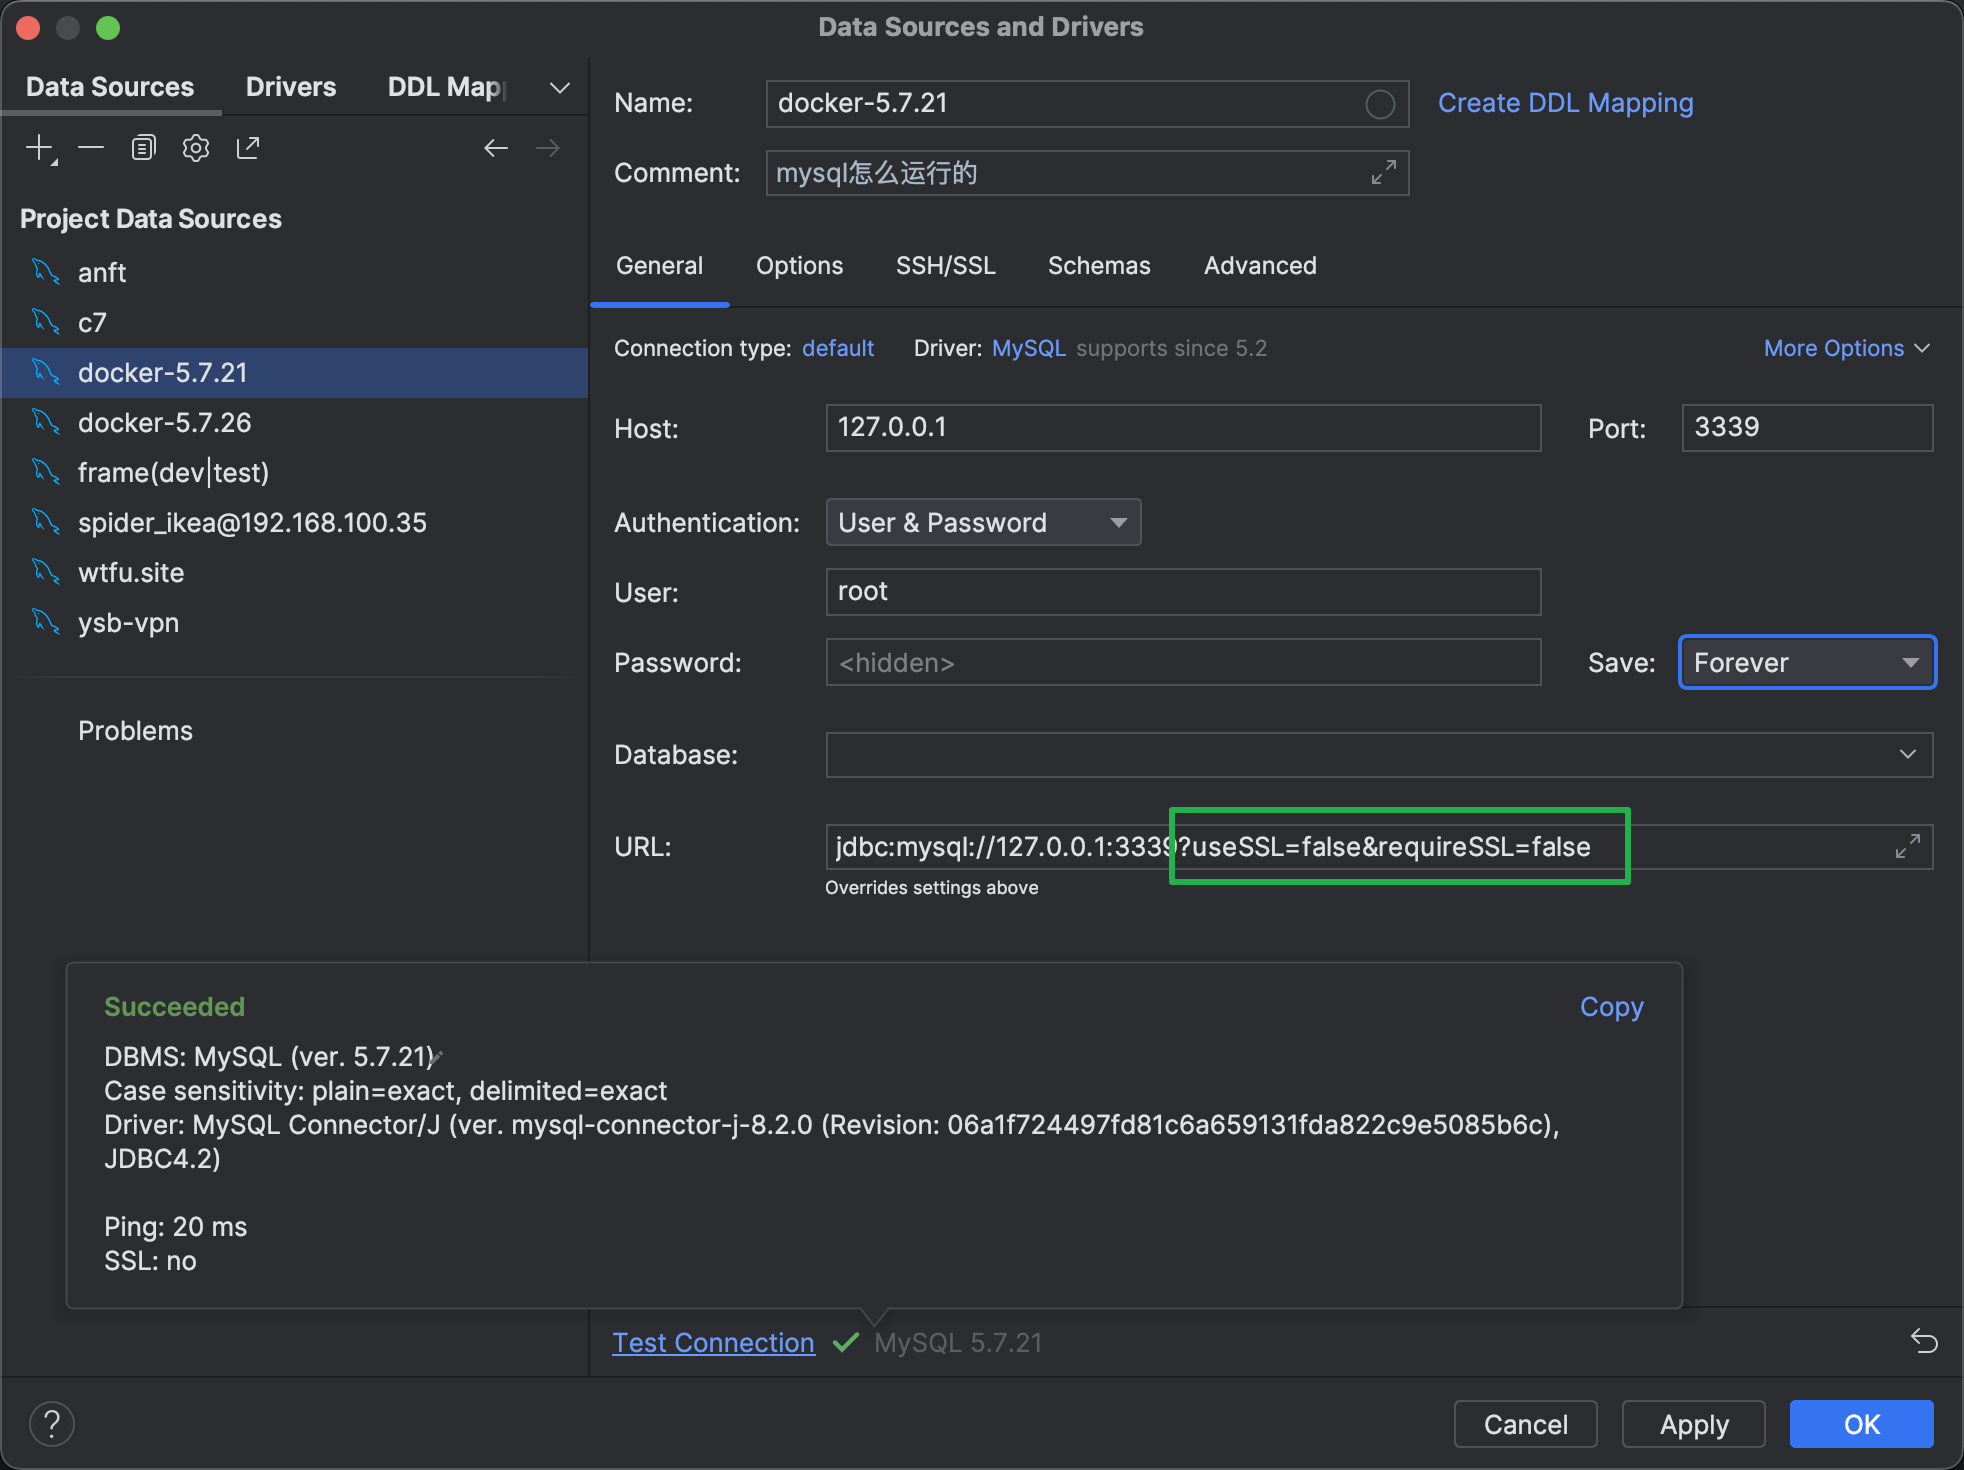 Data Sources and Drivers
Data Sources Drivers DDL Map
Project Data Sources
anft
c7
docker-5.7.21
docker-5.7.26
frame(dev|test)
spider_ikea@192.168.100.35
wtfu.site
ysb-vpn
Problems
Name: docker-5.7.21 Create DDL Mapping
Comment: mysql怎么运行的
General Options SSH/SSL Schemas Advanced
Connection type: default Driver: MySQL supports since 5.2 More Options
Host: 127.0.0.1 Port: 3339
Authentication: User & Password
User: root
Password: <hidden> Save: Forever
Database:
URL: jdbc:mysql://127.0.0.1:3339?useSSL=false&requireSSL=false
Overrides settings above
Succeeded Copy
DBMS: MySQL (ver. 5.7.21)
Case sensitivity: plain=exact, delimited=exact
Driver: MySQL Connector/J (ver. mysql-connector-j-8.2.0 (Revision: 06a1f724497fd81c6a659131fda822c9e5085b6c),
JDBC4.2)
Ping: 20 ms
SSL: no
Test Connection MySQL 5.7.21
? Cancel Apply OK